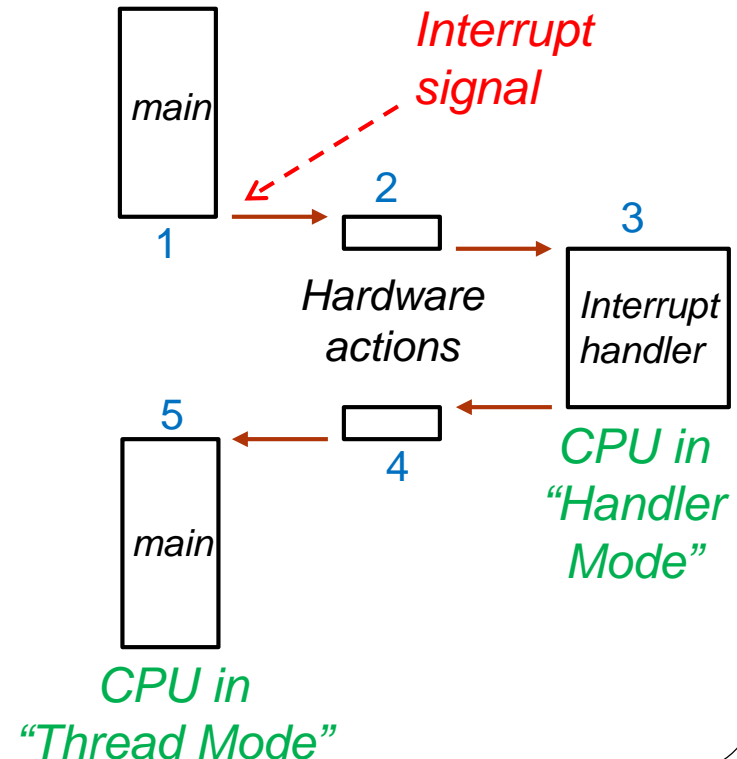 Interrupt
signal
main
1
2
3
Hardware
actions
Interrupt
handler
5
4
CPU in
“Handler
Mode”
main
CPU in
“Thread Mode”